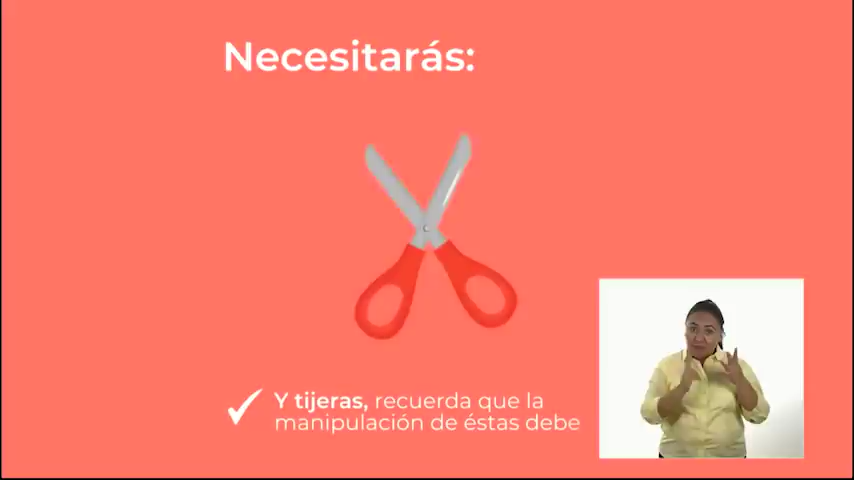 Necesitarás:
Y tijeras, recuerda que la
manipulación de éstas debe